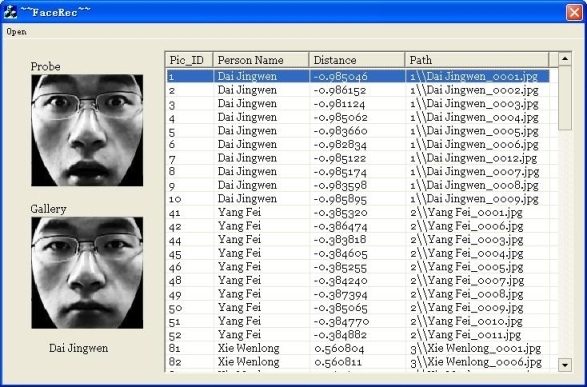 ~~FaceRec~~
Open
Probe
Gallery
Dai Jingwen
Pic_ID Person Name Distance Path
1 Dai Jingwen -0.985046 1\\Dai Jingwen_0001.jpg
2 Dai Jingwen -0.986152 1\\Dai Jingwen_0002.jpg
3 Dai Jingwen -0.981124 1\\Dai Jingwen_0003.jpg
4 Dai Jingwen -0.985062 1\\Dai Jingwen_0004.jpg
5 Dai Jingwen -0.983660 1\\Dai Jingwen_0005.jpg
6 Dai Jingwen -0.982834 1\\Dai Jingwen_0006.jpg
7 Dai Jingwen -0.985122 1\\Dai Jingwen_0012.jpg
8 Dai Jingwen -0.985174 1\\Dai Jingwen_0007.jpg
9 Dai Jingwen -0.983598 1\\Dai Jingwen_0008.jpg
10 Dai Jingwen -0.985895 1\\Dai Jingwen_0009.jpg
41 Yang Fei -0.385320 2\\Yang Fei_0001.jpg
42 Yang Fei -0.386474 2\\Yang Fei_0006.jpg
44 Yang Fei -0.383818 2\\Yang Fei_0003.jpg
45 Yang Fei -0.384605 2\\Yang Fei_0004.jpg
46 Yang Fei -0.385255 2\\Yang Fei_0005.jpg
48 Yang Fei -0.384240 2\\Yang Fei_0007.jpg
49 Yang Fei -0.387394 2\\Yang Fei_0008.jpg
50 Yang Fei -0.385065 2\\Yang Fei_0009.jpg
51 Yang Fei -0.384770 2\\Yang Fei_0010.jpg
52 Yang Fei -0.384882 2\\Yang Fei_0011.jpg
81 Xie Wenlong 0.560804 3\\Xie Wenlong_0001.jpg
82 Xie Wenlong 0.560811 3\\Xie Wenlong_0006.jpg